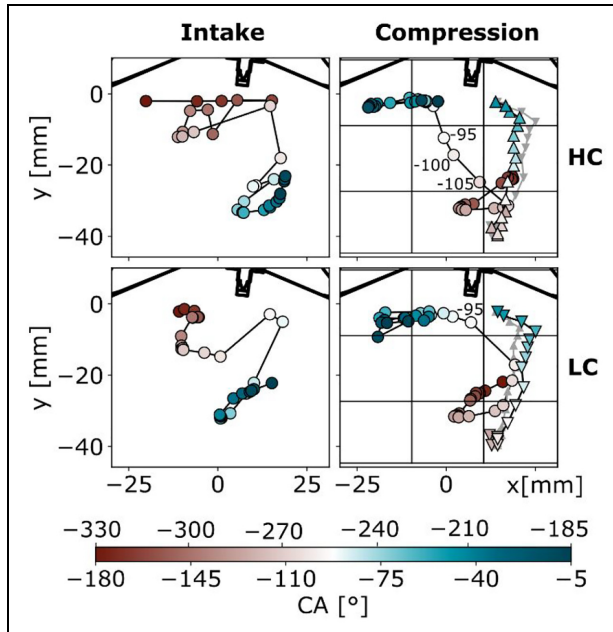 Intake Compression
0
−20
−40
y [mm]
-95
-100
-105
HC
0
−20
−40
y [mm]
-95
LC
−25 0 25
−25 0 x[mm]
−330 −300 −270 −240 −210 −185
−180 −145 −110 −75 −40 −5
CA [°]